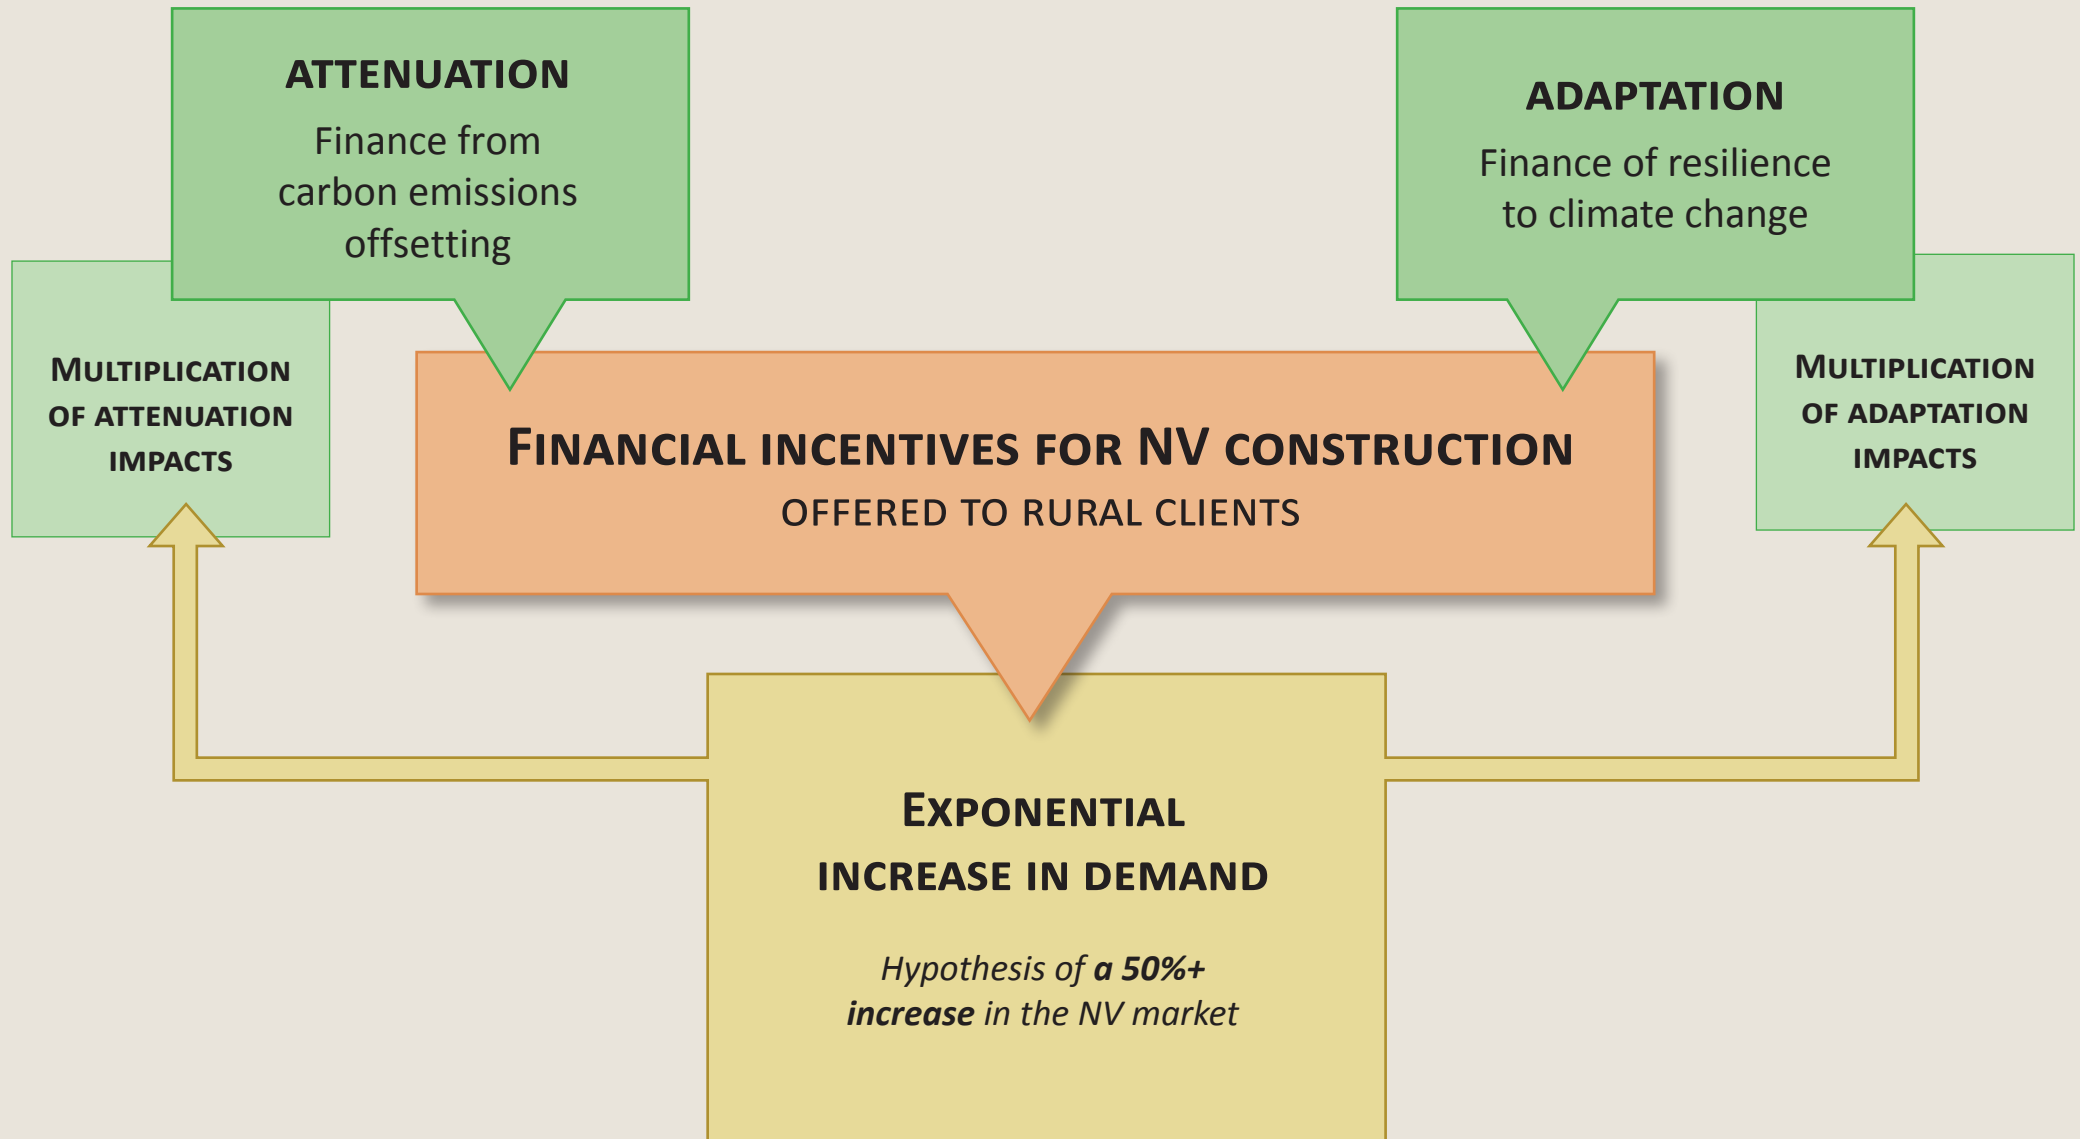 ATTENUATION
Finance from
carbon emissions
offsetting
ADAPTATION
Finance of resilience
to climate change
MULTIPLICATION
OF ATTENUATION
IMPACTS
FINANCIAL INCENTIVES FOR NV CONSTRUCTION
OFFERED TO RURAL CLIENTS
MULTIPLICATION
OF ADAPTATION
IMPACTS
EXPONENTIAL
INCREASE IN DEMAND
Hypothesis of a 50%+
increase in the NV market